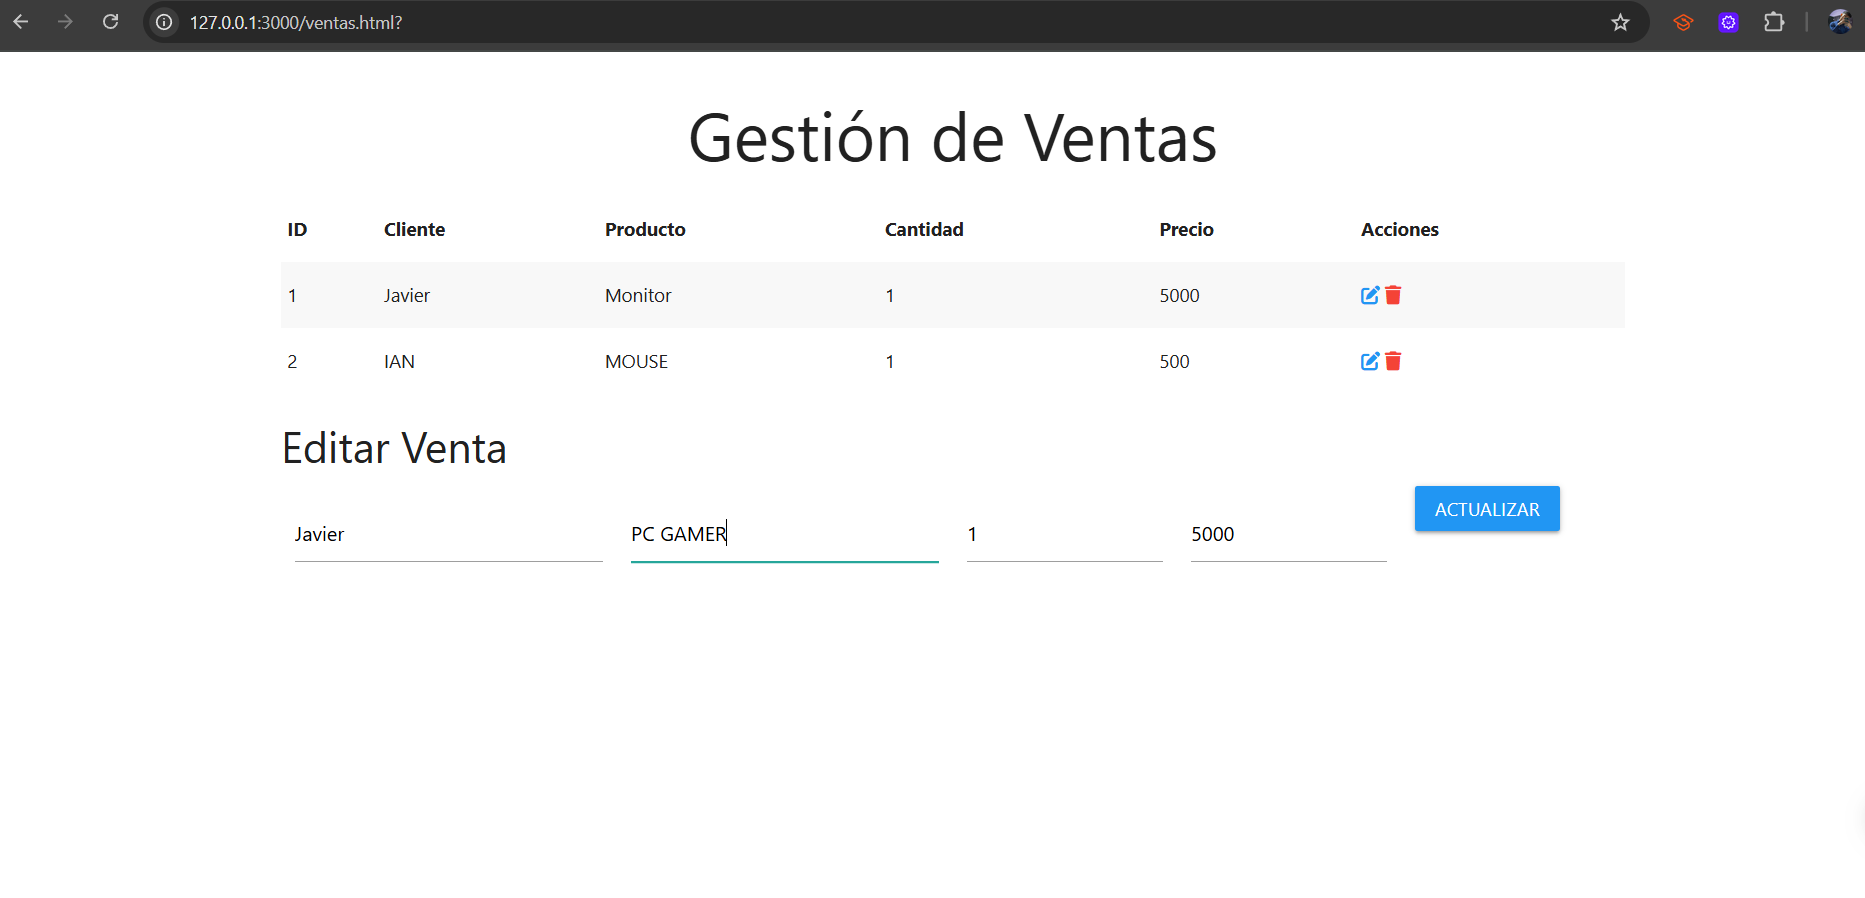 127.0.0.1:3000/ventas.html?
Gestión de Ventas
ID Cliente Producto Cantidad Precio Acciones
1 Javier Monitor 1 5000
2 IAN MOUSE 1 500
Editar Venta
Javier PC GAMER 1 5000 ACTUALIZAR